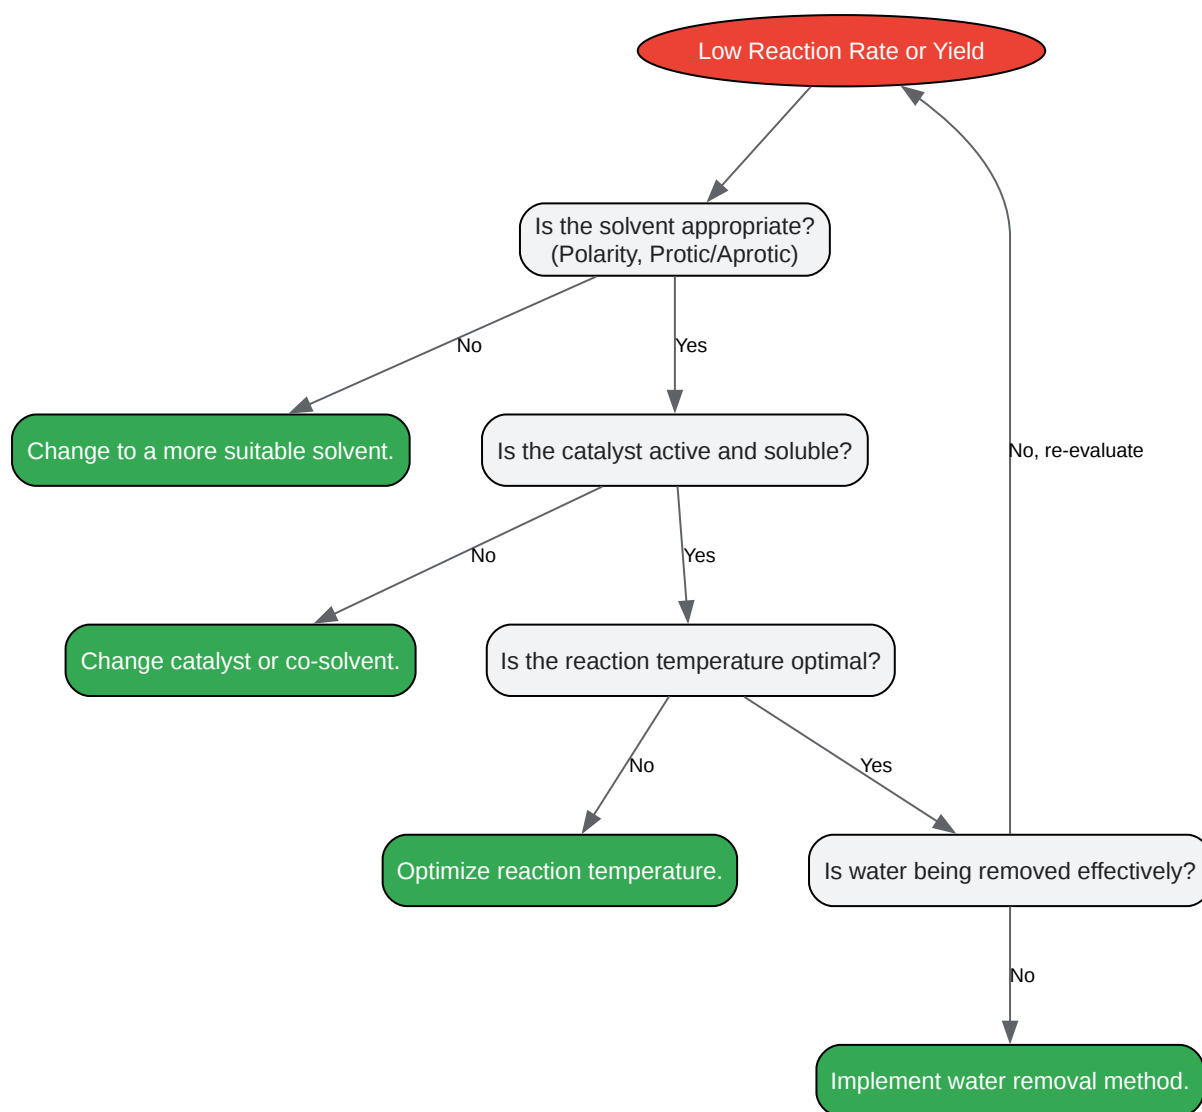 Low Reaction Rate or Yield
Is the solvent appropriate?
(Polarity, Protic/Aprotic)
No
Yes
Change to a more suitable solvent.
Is the catalyst active and soluble?
No, re-evaluate
No
Yes
Change catalyst or co-solvent.
Is the reaction temperature optimal?
No
Yes
Optimize reaction temperature.
Is water being removed effectively?
No
Implement water removal method.